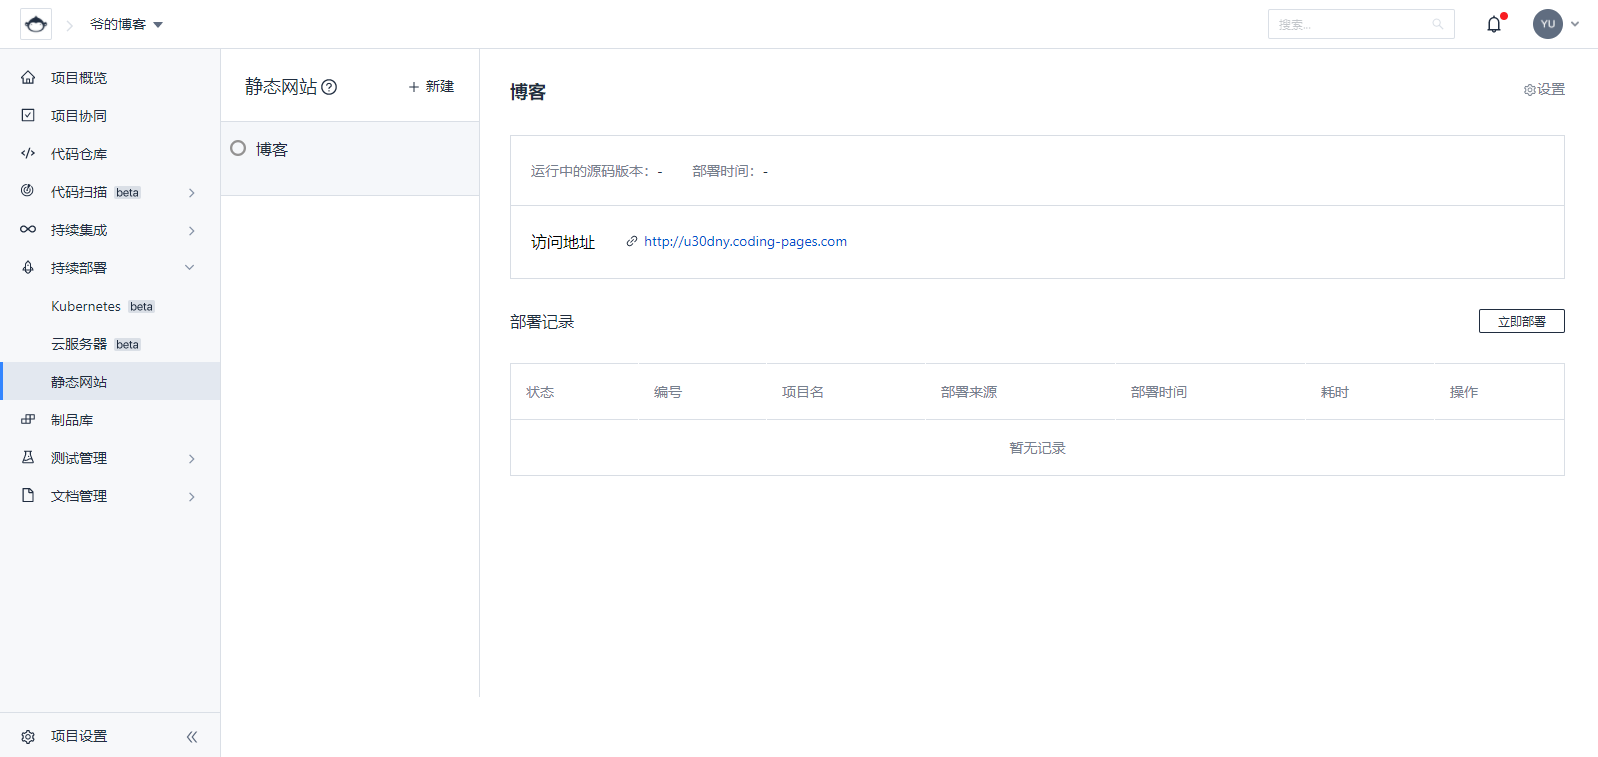 爷的博客
搜索...
YU
项目概览
项目协同
代码仓库
代码扫描 beta
持续集成
持续部署
Kubernetes beta
云服务器 beta
静态网站
制品库
测试管理
文档管理
项目设置
静态网站
+ 新建
博客
博客
设置
运行中的源码版本：- 部署时间：-
访问地址 http://u30dny.coding-pages.com
部署记录
立即部署
状态 编号 项目名 部署来源 部署时间 耗时 操作
暂无记录